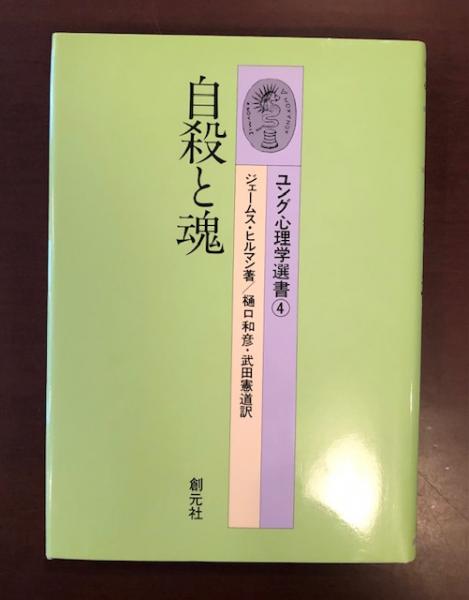 ユング心理学選書④
ジェームス・ヒルマン著/樋口和彦・武田憲道訳
自殺と魂
創元社